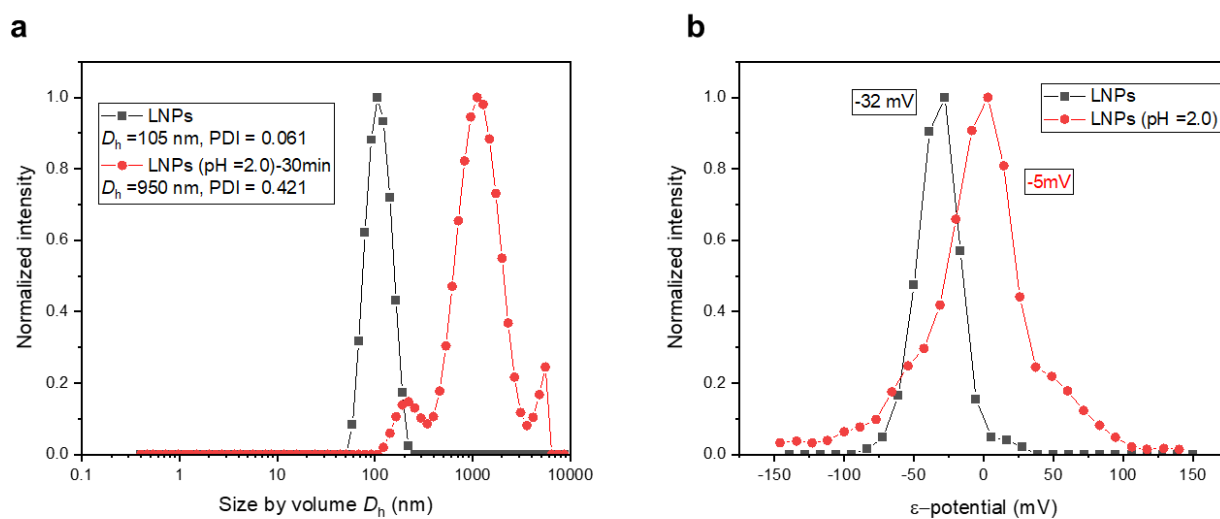 a
1.0
0.8
0.6
0.4
0.2
0.0
Normalized intensity
LNPs
Dh =105 nm, PDI = 0.061
LNPs (pH =2.0)-30min
Dh =950 nm, PDI = 0.421
0.1 1 10 100 1000 10000
Size by volume Dh (nm)
b
1.0
0.8
0.6
0.4
0.2
0.0
Normalized intensity
-32 mV
LNPs
LNPs (pH =2.0)
-5mV
-150 -100 -50 0 50 100 150
ε−potential (mV)